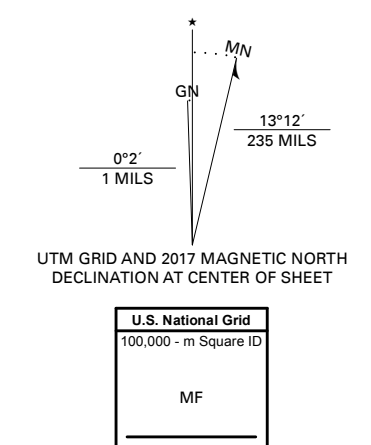 ★
MN
GN
13°12´
235 MILS
0°2´
1 MILS
UTM GRID AND 2017 MAGNETIC NORTH
DECLINATION AT CENTER OF SHEET
U.S. National Grid
100,000 - m Square ID
MF